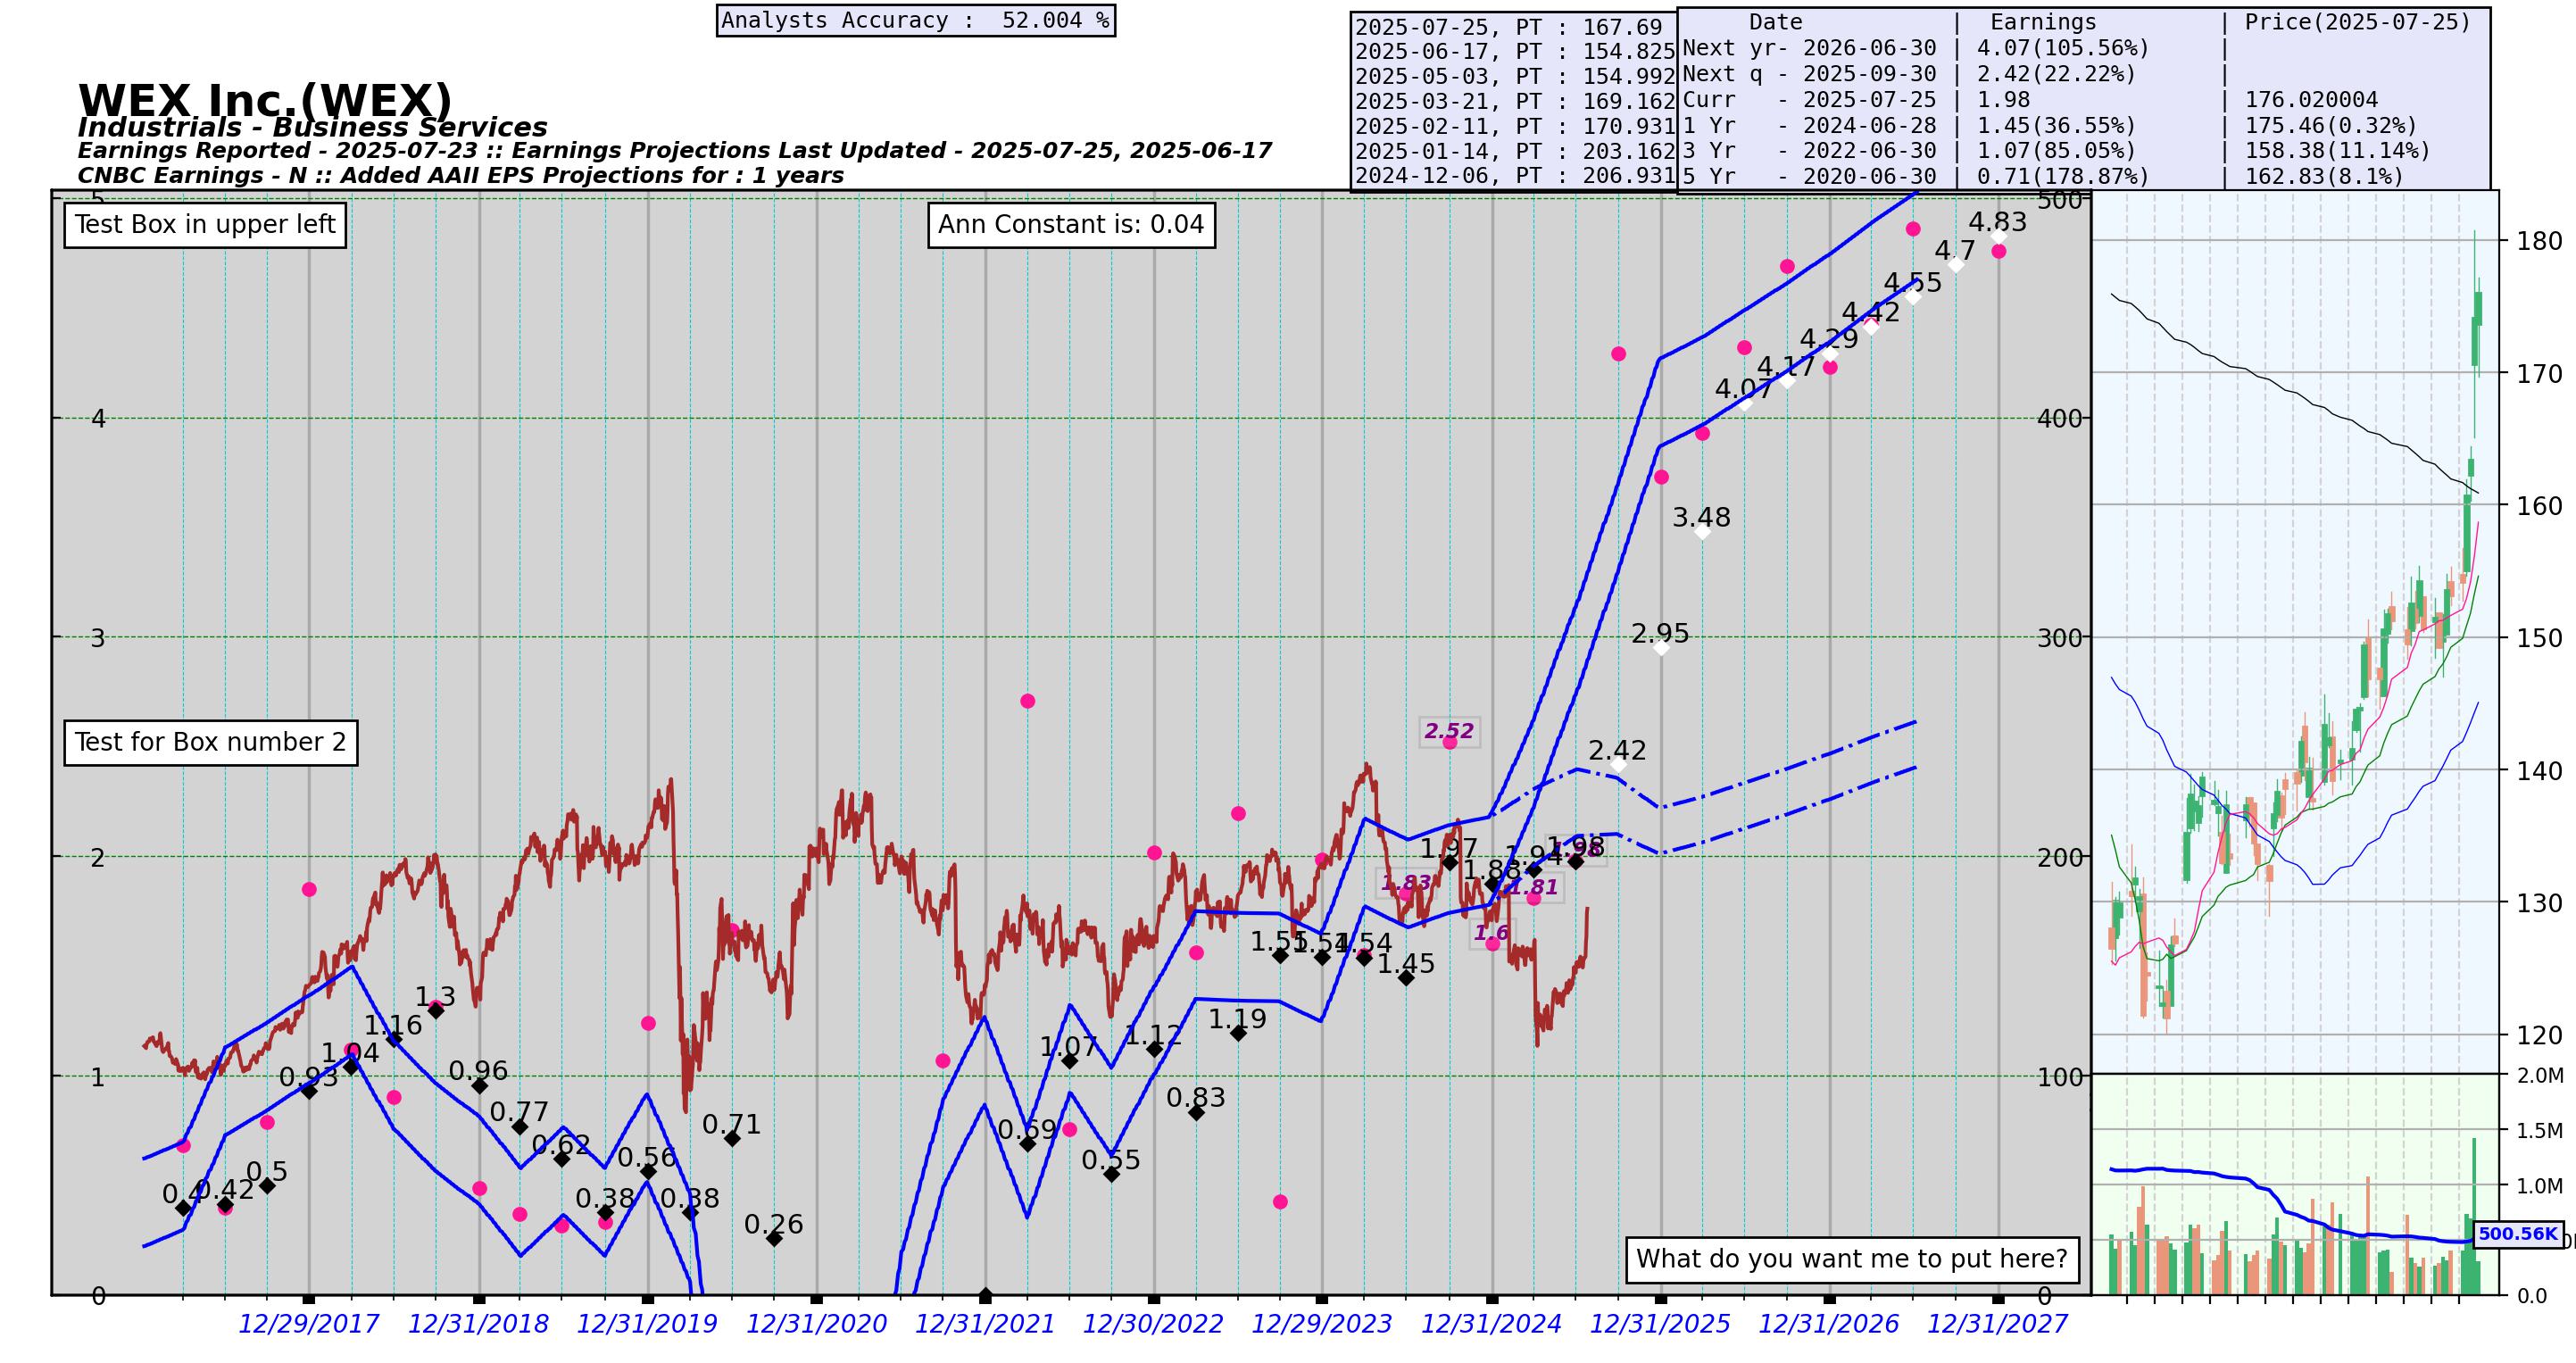 Analysts Accuracy :  52.004 %
WEX Inc.(WEX)
Industrials - Business Services
Earnings Reported - 2025-07-23 :: Earnings Projections Last Updated - 2025-07-25, 2025-06-17
CNBC Earnings - N :: Added AAII EPS Projections for : 1 years
2025-07-25, PT : 167.69
2025-06-17, PT : 154.825
2025-05-03, PT : 154.992
2025-03-21, PT : 169.162
2025-02-11, PT : 170.931
2025-01-14, PT : 203.162
2024-12-06, PT : 206.931
Date | Earnings | Price(2025-07-25)
Next yr- 2026-06-30 | 4.07(105.56%) |
Next q - 2025-09-30 | 2.42(22.22%) |
Curr - 2025-07-25 | 1.98 | 176.020004
1 Yr - 2024-06-28 | 1.45(36.55%) | 175.46(0.32%)
3 Yr - 2022-06-30 | 1.07(85.05%) | 158.38(11.14%)
5 Yr - 2020-06-30 | 0.71(178.87%) | 162.83(8.1%)
Test Box in upper left
Ann Constant is: 0.04
Test for Box number 2
What do you want me to put here?
5
4
3
2
1
0
500
400
300
200
100
0
0.4
0.42
0.5
0.93
1.04
1.16
1.3
0.96
0.77
0.62
0.38
0.56
0.38
0.71
0.26
0.69
1.07
0.55
1.12
0.83
1.19
1.55
1.54
1.54
1.45
1.97
1.88
1.94
1.98
2.42
2.95
3.48
4.07
4.17
4.29
4.42
4.55
4.7
4.83
1.83
2.52
1.6
1.81
12/29/2017
12/31/2018
12/31/2019
12/31/2020
12/31/2021
12/30/2022
12/29/2023
12/31/2024
12/31/2025
12/31/2026
12/31/2027
180
170
160
150
140
130
120
2.0M
1.5M
1.0M
500.56K
0.0